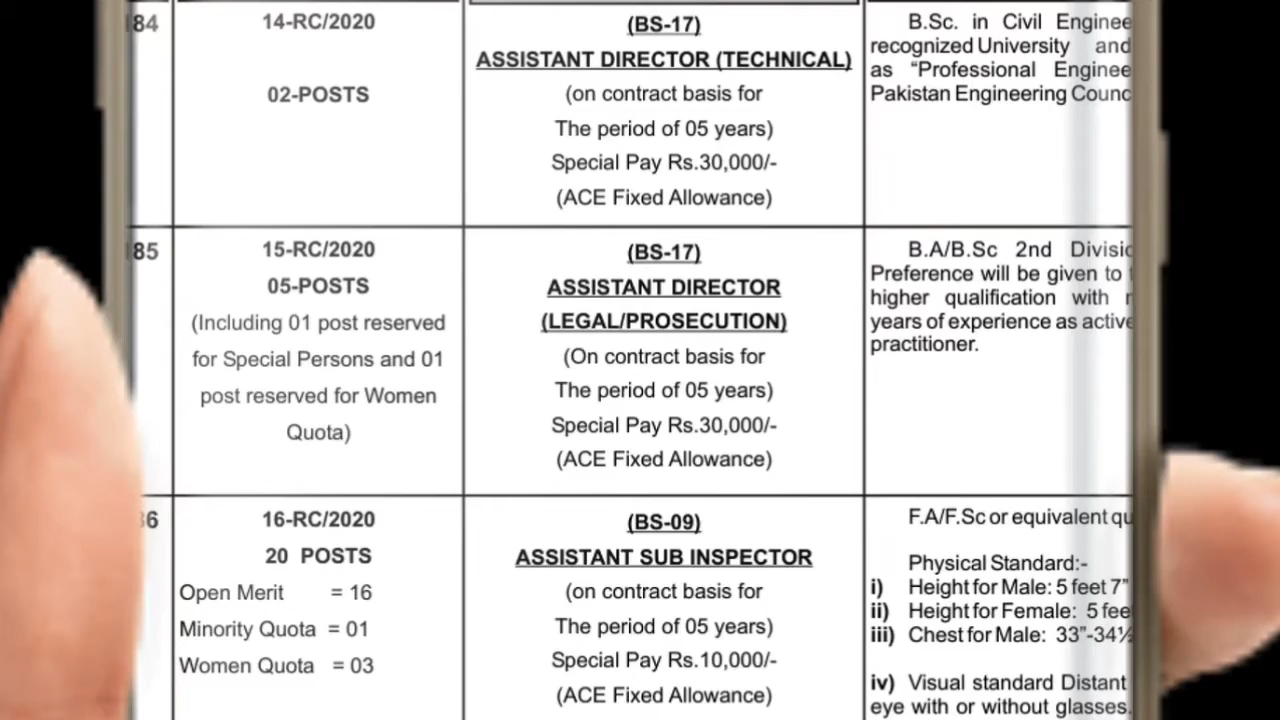 84
14-RC/2020
02-POSTS
(BS-17)
ASSISTANT DIRECTOR (TECHNICAL)
(on contract basis for
The period of 05 years)
Special Pay Rs.30,000/-
(ACE Fixed Allowance)
B.Sc. in Civil Enginee
recognized University and
as “Professional Enginee
Pakistan Engineering Counc
85
15-RC/2020
05-POSTS
(Including 01 post reserved
for Special Persons and 01
post reserved for Women
Quota)
(BS-17)
ASSISTANT DIRECTOR
(LEGAL/PROSECUTION)
(On contract basis for
The period of 05 years)
Special Pay Rs.30,000/-
(ACE Fixed Allowance)
B.A/B.Sc 2nd Divisic
Preference will be given to
higher qualification with
years of experience as active
practitioner.
6
16-RC/2020
20 POSTS
Open Merit = 16
Minority Quota = 01
Women Quota = 03
(BS-09)
ASSISTANT SUB INSPECTOR
(on contract basis for
The period of 05 years)
Special Pay Rs.10,000/-
(ACE Fixed Allowance)
F.A/F.Sc or equivalent qu
Physical Standard:-
i) Height for Male: 5 feet 7”
ii) Height for Female: 5 fee
iii) Chest for Male: 33”-34½
iv) Visual standard Distant
eye with or without glasses.